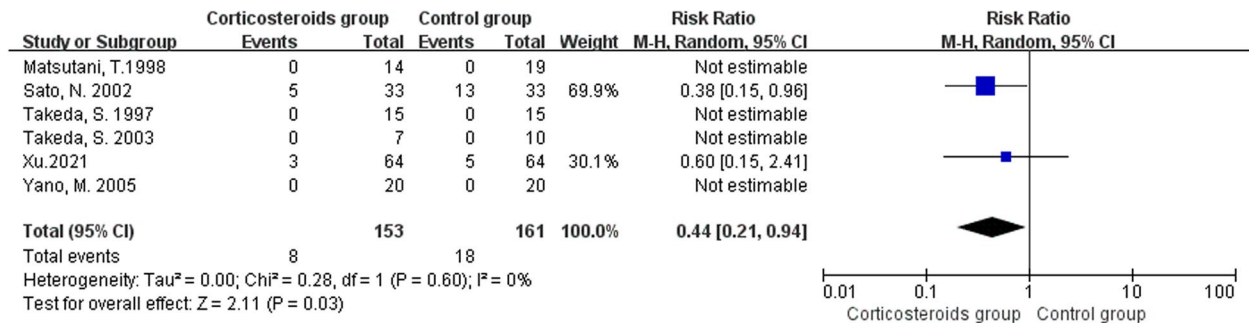 Corticosteroids group Control group Risk Ratio Risk Ratio
Study or Subgroup Events Total Events Total Weight M-H, Random, 95% CI M-H, Random, 95% CI
Matsutani, T.1998 0 14 0 19 Not estimable
Sato, N. 2002 5 33 13 33 69.9% 0.38 [0.15, 0.96]
Takeda, S. 1997 0 15 0 15 Not estimable
Takeda, S. 2003 0 7 0 10 Not estimable
Xu.2021 3 64 5 64 30.1% 0.60 [0.15, 2.41]
Yano, M. 2005 0 20 0 20 Not estimable
Total (95% CI) 153 161 100.0% 0.44 [0.21, 0.94]
Total events 8 18
Heterogeneity: Tau² = 0.00; Chi² = 0.28, df = 1 (P = 0.60); I² = 0%
Test for overall effect: Z = 2.11 (P = 0.03)
0.01 0.1 1 10 100
Corticosteroids group Control group